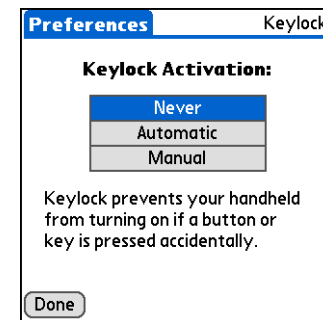 Preferences Keylock
Keylock Activation:
Never
Automatic
Manual
Keylock prevents your handheld
from turning on if a button or
key is pressed accidentally.
Done